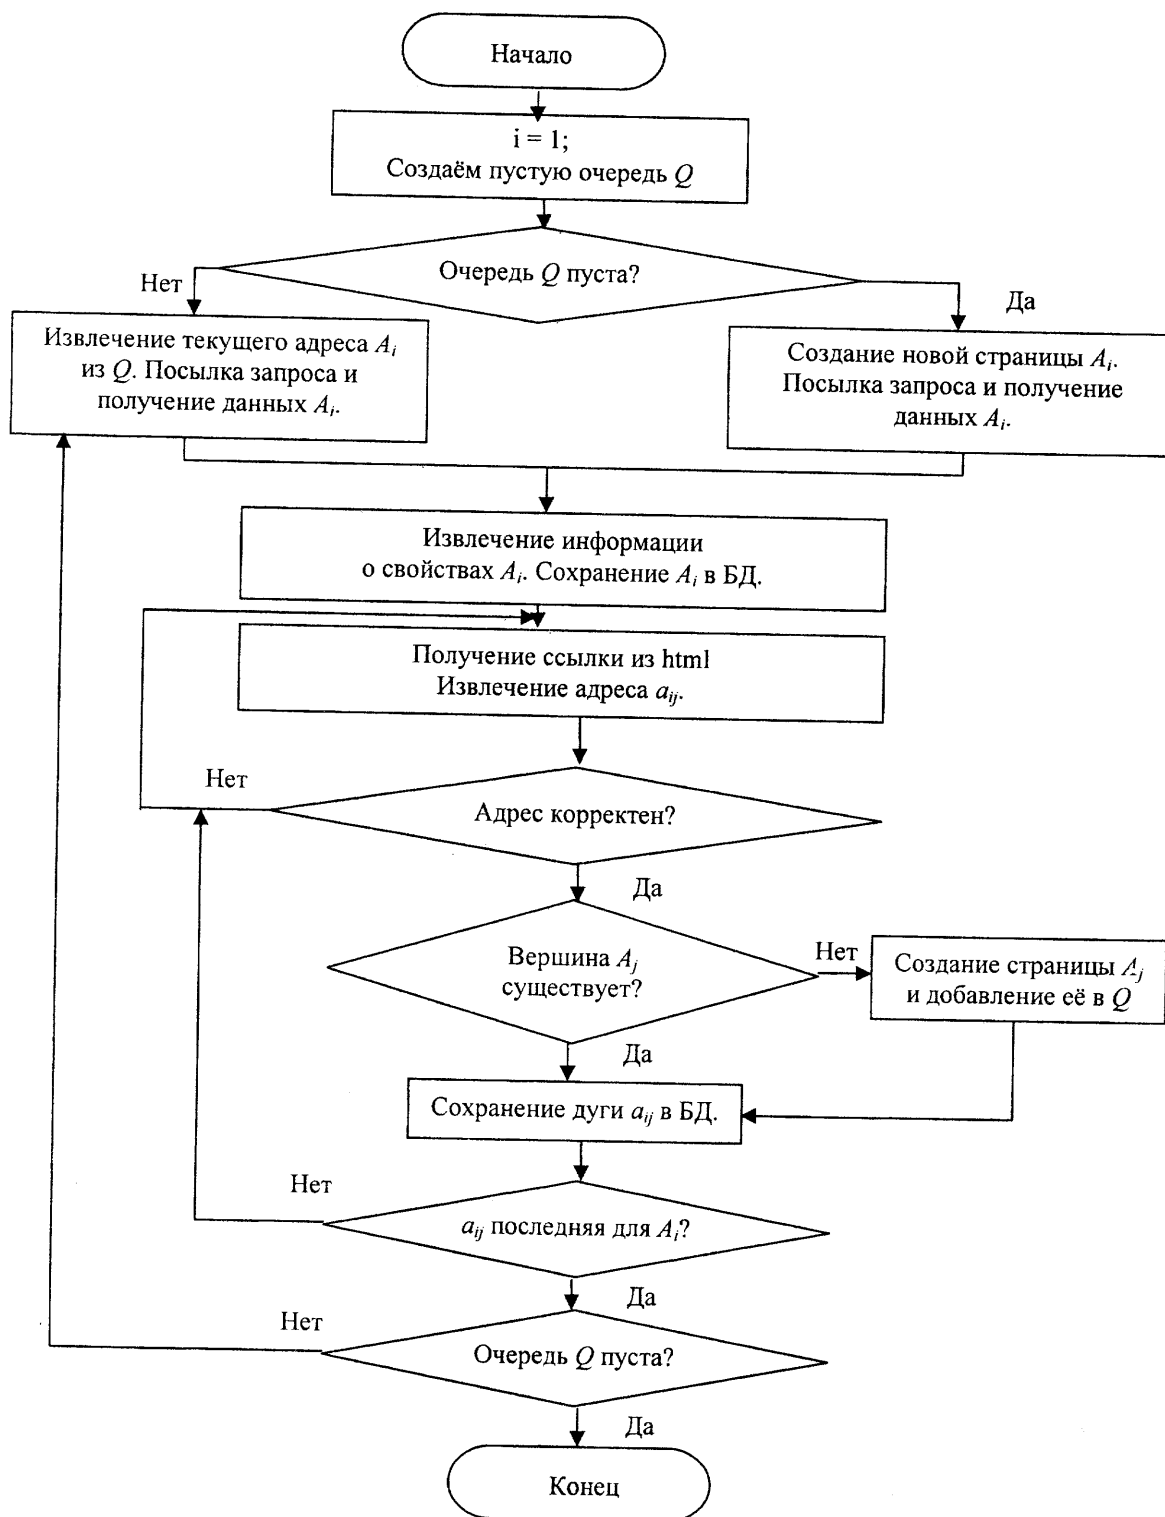 Начало
i = 1;
Создаём пустую очередь Q
Очередь Q пуста?
Нет
Да
Извлечение текущего адреса Ai
из Q. Посылка запроса и
получение данных Ai.
Создание новой страницы Ai.
Посылка запроса и получение
данных Ai.
Извлечение информации
о свойствах Ai. Сохранение Ai в БД.
Получение ссылки из html
Извлечение адреса aij.
Нет
Адрес корректен?
Да
Вершина Aj
существует?
Нет
Создание страницы Aj
и добавление её в Q
Да
Сохранение дуги aij в БД.
Нет
aij последняя для Ai?
Да
Нет
Очередь Q пуста?
Да
Конец